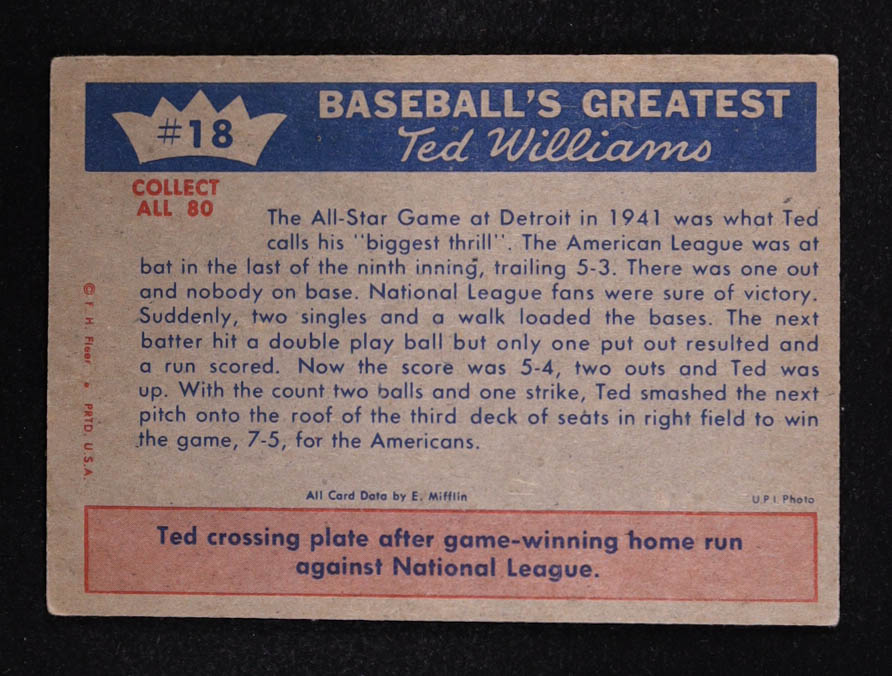 #18
BASEBALL'S GREATEST
Ted Williams
COLLECT
ALL 80
The All-Star Game at Detroit in 1941 was what Ted
calls his "biggest thrill". The American League was at
bat in the last of the ninth inning, trailing 5-3. There was one out
and nobody on base. National League fans were sure of victory.
Suddenly, two singles and a walk loaded the bases. The next
batter hit a double play ball but only one put out resulted and
a run scored. Now the score was 5-4, two outs and Ted was
up. With the count two balls and one strike, Ted smashed the next
pitch onto the roof of the third deck of seats in right field to win
the game, 7-5, for the Americans.
© F. H. Fleer • PRTD. U.S.A.
All Card Data by E. Mifflin
U.P.I. Photo
Ted crossing plate after game-winning home run
against National League.